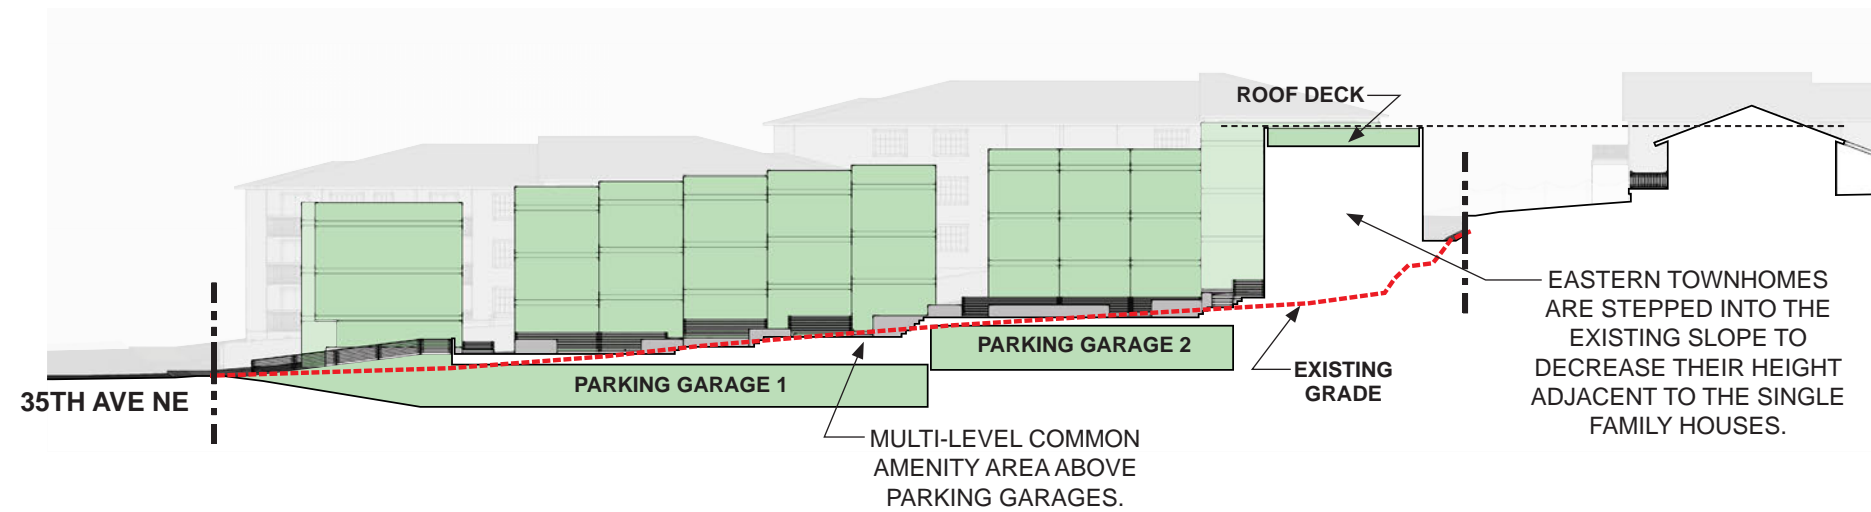 ROOF DECK
EASTERN TOWNHOMES
ARE STEPPED INTO THE
EXISTING SLOPE TO
DECREASE THEIR HEIGHT
ADJACENT TO THE SINGLE
FAMILY HOUSES.
PARKING GARAGE 2
EXISTING
GRADE
PARKING GARAGE 1
35TH AVE NE
MULTI-LEVEL COMMON
AMENITY AREA ABOVE
PARKING GARAGES.